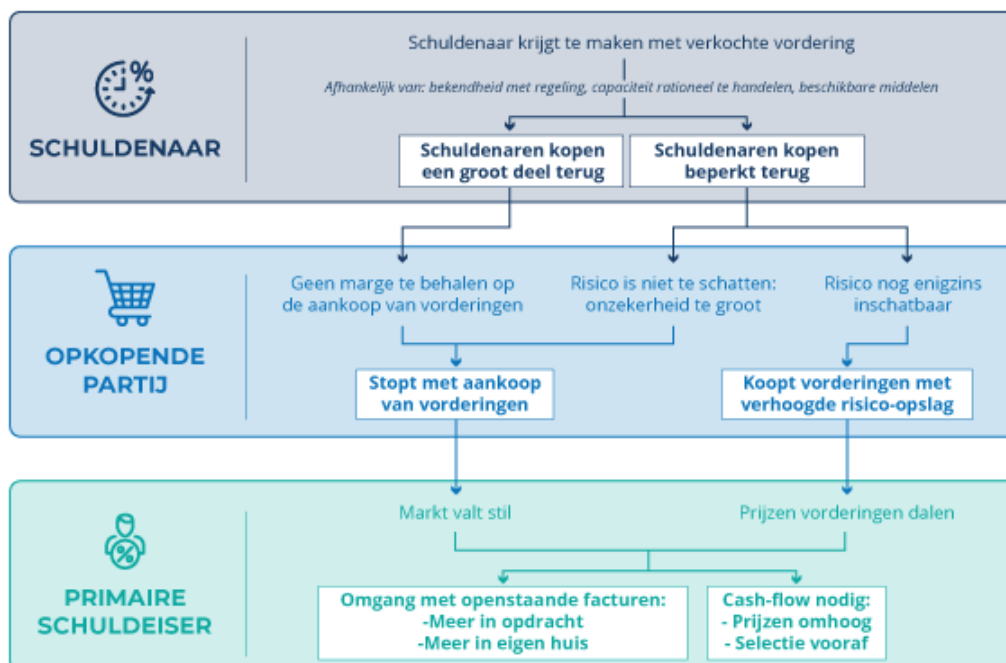 Schuldenaar krijgt te maken met verkochte vordering
Afhankelijk van: bekendheid met regeling, capaciteit rationeel te handelen, beschikbare middelen
%
SCHULDENAAR
Schuldenaren kopen
een groot deel terug
Schuldenaren kopen
beperkt terug
Geen marge te behalen op
de aankoop van vorderingen
Risico is niet te schatten:
onzekerheid te groot
Risico nog enigzins
inschatbaar
OPKOPENDE
PARTIJ
Stopt met aankoop
van vorderingen
Koopt vorderingen met
verhoogde risico-opslag
Markt valt stil
Prijzen vorderingen dalen
%
PRIMAIRE
SCHULDEISER
Omgang met openstaande facturen:
-Meer in opdracht
-Meer in eigen huis
Cash-flow nodig:
- Prijzen omhoog
- Selectie vooraf